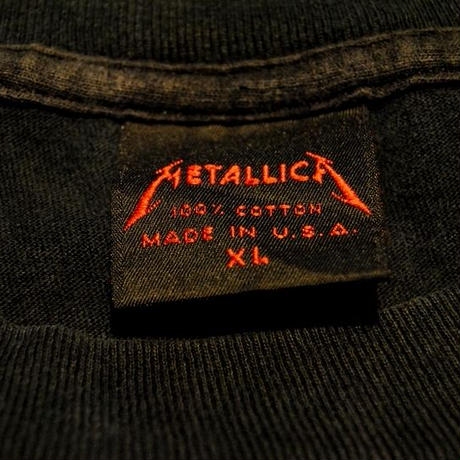 METALLICA
100% COTTON
MADE IN U.S.A.
XL